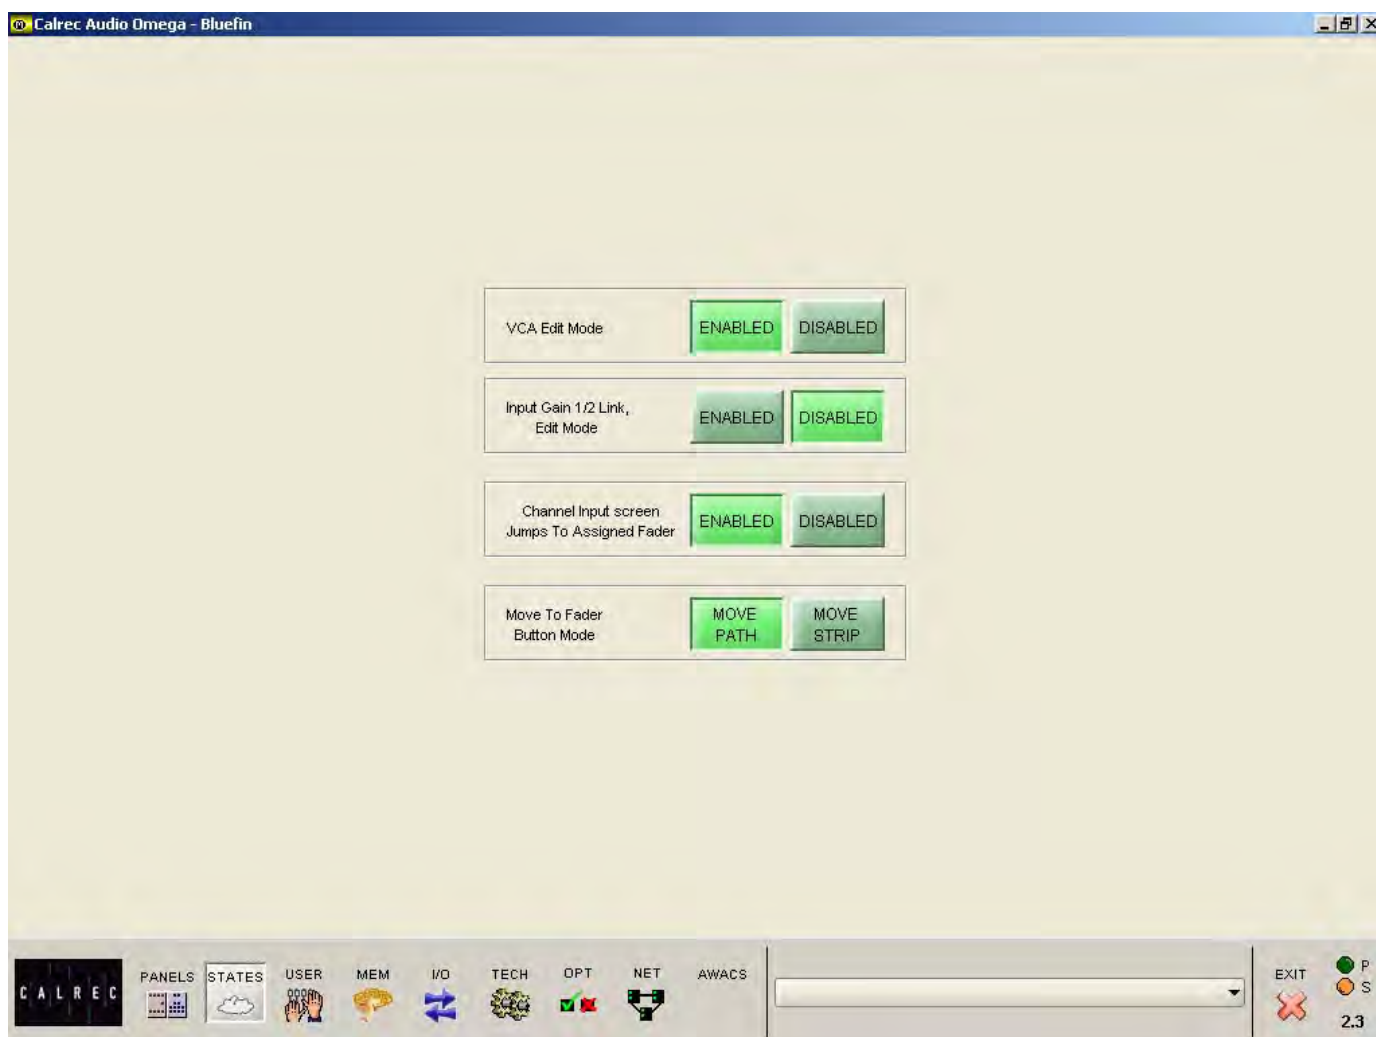 Calrec Audio Omega - Bluefin
VCA Edit Mode
ENABLED
DISABLED
Input Gain 1/2 Link,
Edit Mode
ENABLED
DISABLED
Channel Input screen
Jumps To Assigned Fader
ENABLED
DISABLED
Move To Fader
Button Mode
MOVE
PATH
MOVE
STRIP
CALREC
PANELS
STATES
USER
MEM
I/O
TECH
OPT
NET
AWACS
EXIT
P
S
2.3